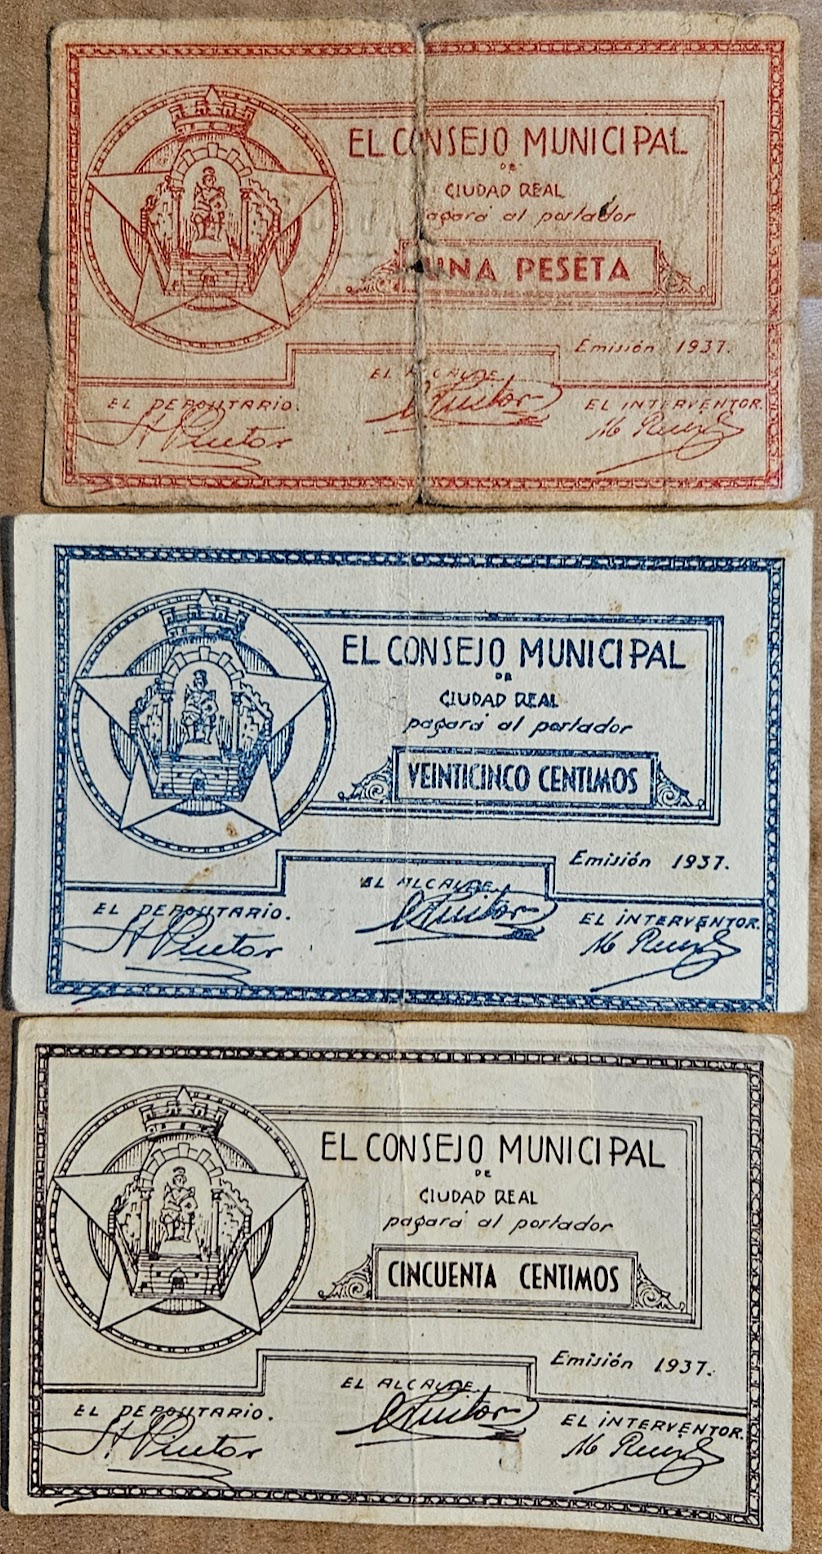 EL CONSEJO MUNICIPAL
DE
CIUDAD REAL
pagará al portador
UNA PESETA
Emisión 1937.
EL ALCALDE
EL DEPOSITARIO.
EL INTERVENTOR.
EL CONSEJO MUNICIPAL
DE
CIUDAD REAL
pagará al portador
VEINTICINCO CENTIMOS
Emisión 1937.
EL ALCALDE
EL DEPOSITARIO.
EL INTERVENTOR.
EL CONSEJO MUNICIPAL
DE
CIUDAD REAL
pagará al portador
CINCUENTA CENTIMOS
Emisión 1937.
EL ALCALDE
EL DEPOSITARIO.
EL INTERVENTOR.